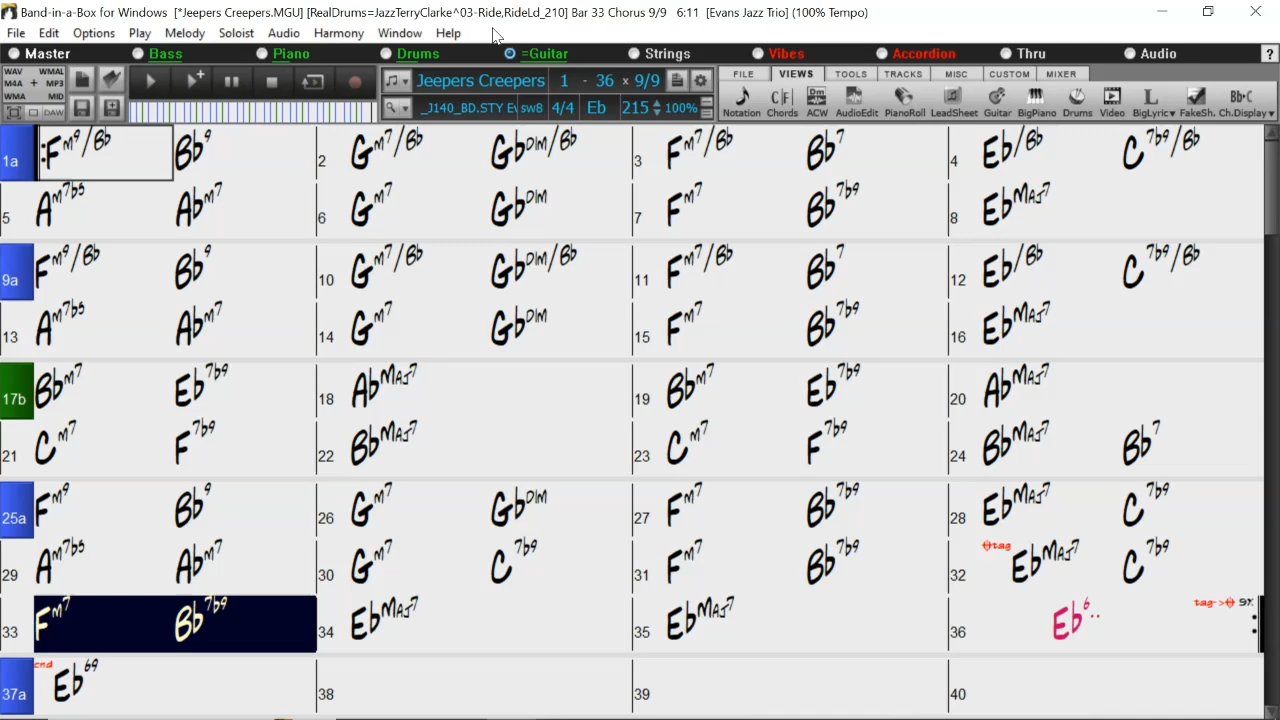 Band-in-a-Box for Windows [*Jeepers Creepers.MGU] [RealDrums=JazzTerryClarke^03-Ride,RideLd_210] Bar 33 Chorus 9/9 6:11 [Evans Jazz Trio] (100% Tempo)
File Edit Options Play Melody Soloist Audio Harmony Window Help
Master Bass Piano Drums =Guitar Strings Vibes Accordion Thru Audio ?
WAV WMAL
M4A + MP3
WMA MID
DAW
Jeepers Creepers 1 - 36 x 9/9
_J140_BD.STY Ev sw8 4/4 Eb 215 100%
FILE VIEWS TOOLS TRACKS MISC CUSTOM MIXER
Notation Chords ACW AudioEdit PianoRoll LeadSheet Guitar BigPiano Drums Video BigLyric FakeSh. Ch.Display
1a :Fm9/Bb Bb9 2 Gm7/Bb Gbdim/Bb 3 Fm7/Bb Bb7 4 Eb/Bb C7b9/Bb
5 Am7b5 Abm7 6 Gm7 Gbdim 7 Fm7 Bb7b9 8 EbMaj7
9a Fm9/Bb Bb9 10 Gm7/Bb Gbdim/Bb 11 Fm7/Bb Bb7 12 Eb/Bb C7b9/Bb
13 Am7b5 Abm7 14 Gm7 Gbdim 15 Fm7 Bb7b9 16 EbMaj7
17b Bbm7 Eb7b9 18 AbMaj7 19 Bbm7 Eb7b9 20 AbMaj7
21 Cm7 F7b9 22 BbMaj7 23 Cm7 F7b9 24 BbMaj7 Bb7
25a Fm9 Bb9 26 Gm7 Gbdim 27 Fm7 Bb7b9 28 EbMaj7 C7b9
29 Am7b5 Abm7 30 Gm7 C7b9 31 Fm7 Bb7b9 32 tag EbMaj7 C7b9
33 Fm7 Bb7b9 34 EbMaj7 35 EbMaj7 36 Eb6.. tag-> 9x :
37a end Eb69 38 39 40